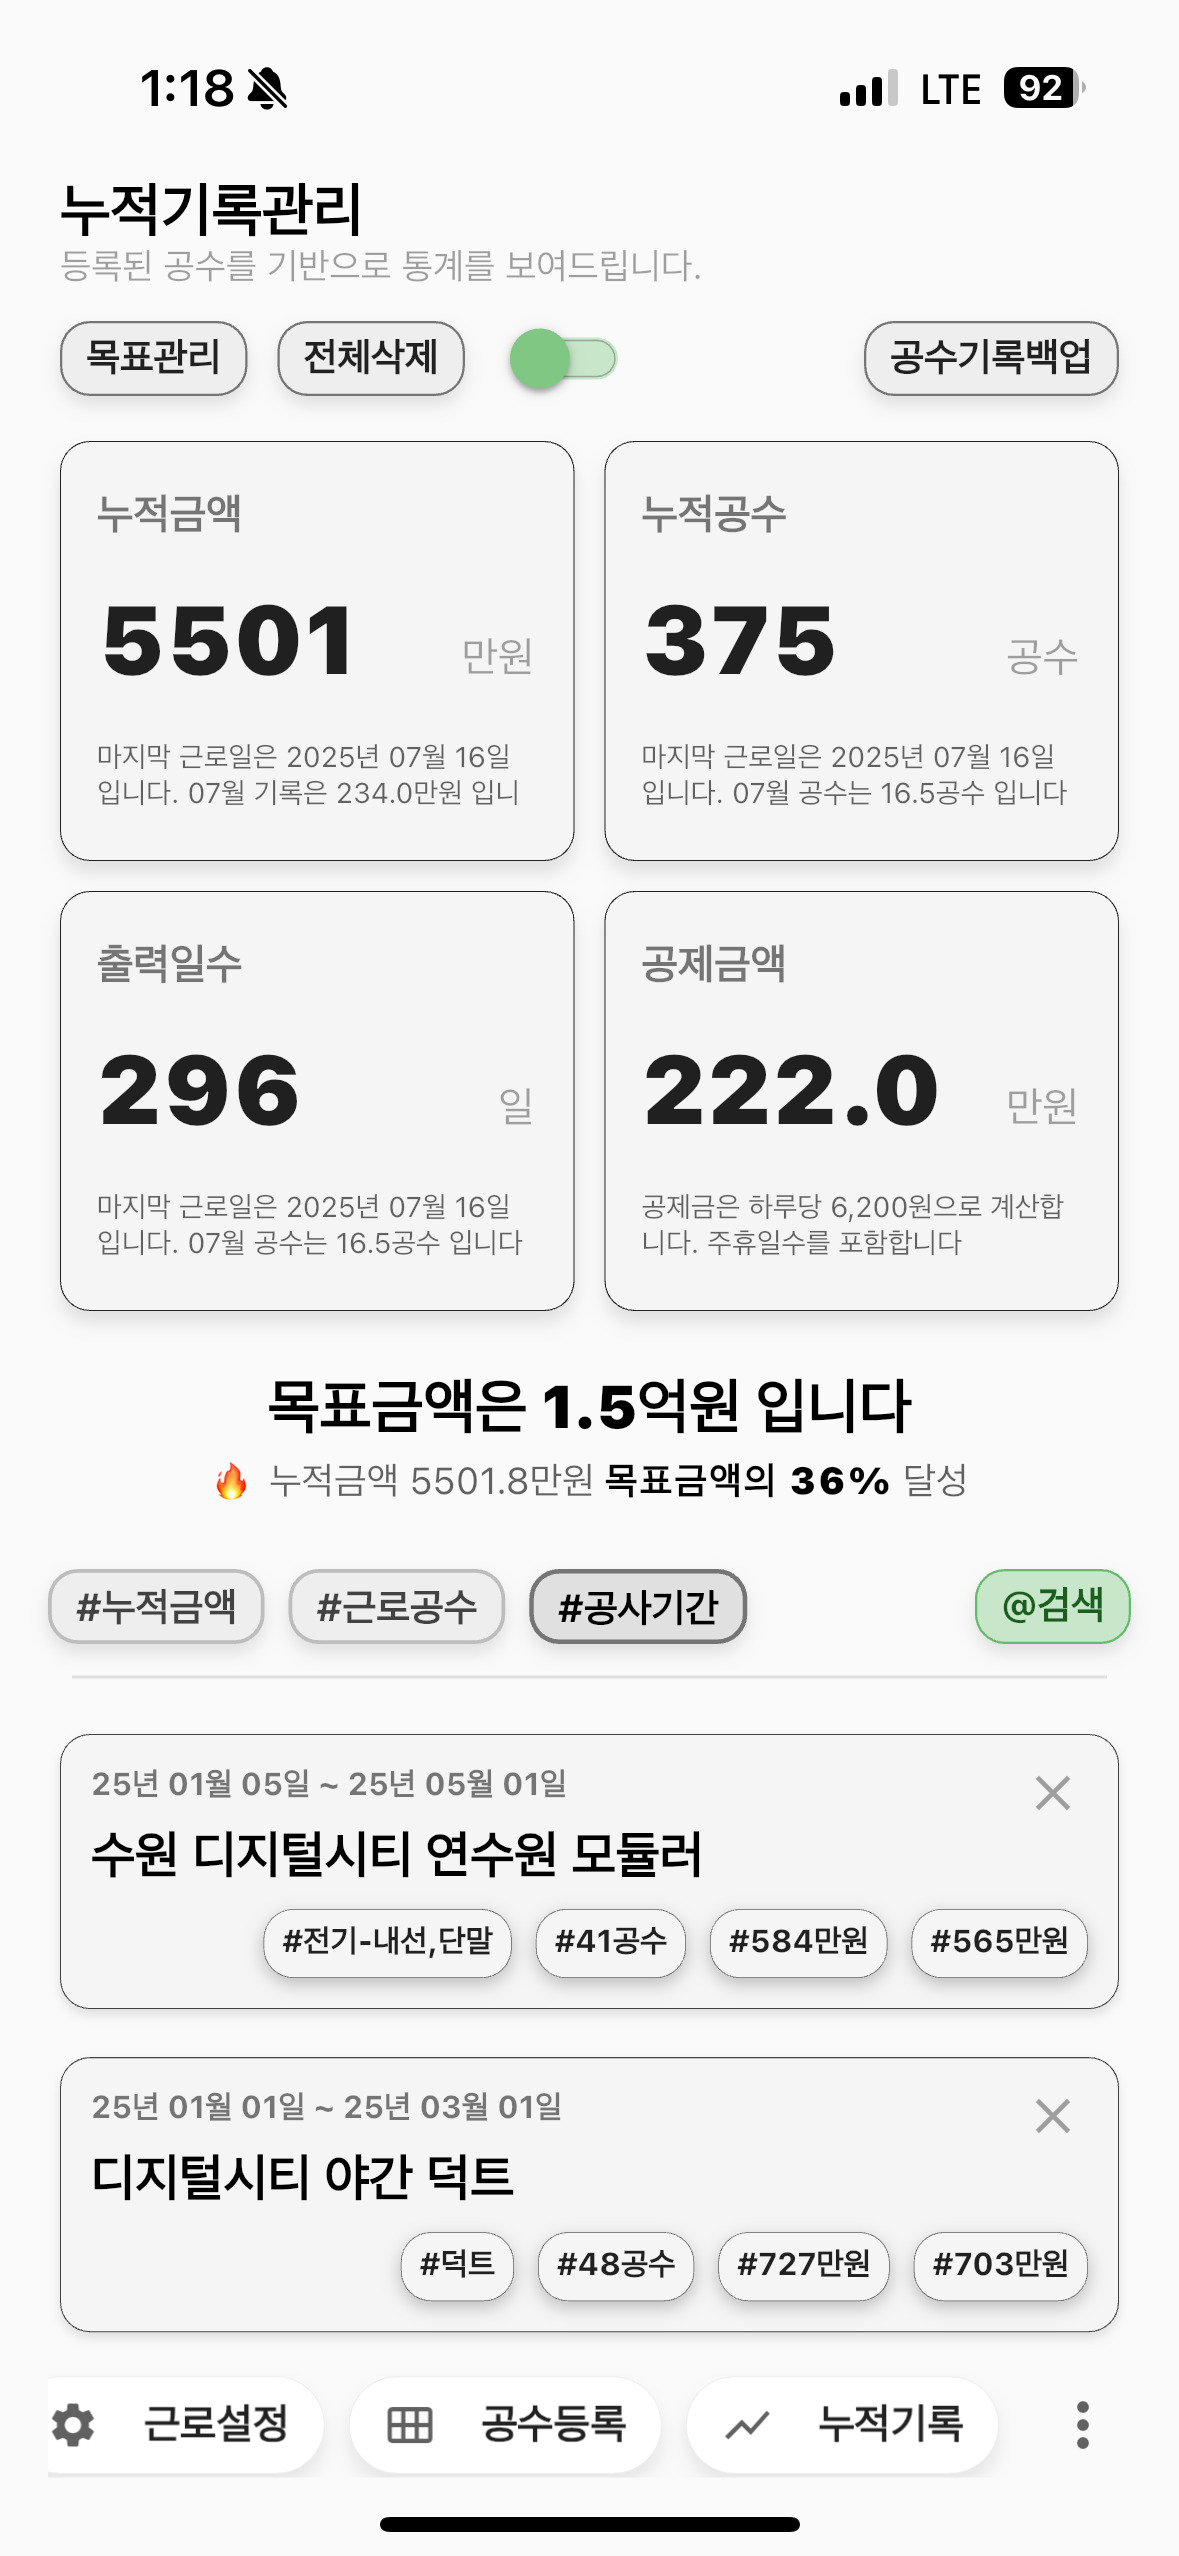 1:18
LTE 92
누적기록관리
등록된 공수를 기반으로 통계를 보여드립니다.
목표관리 전체삭제 공수기록백업
누적금액
5501 만원
마지막 근로일은 2025년 07월 16일
입니다. 07월 기록은 234.0만원 입니
누적공수
375 공수
마지막 근로일은 2025년 07월 16일
입니다. 07월 공수는 16.5공수 입니다
출력일수
296 일
마지막 근로일은 2025년 07월 16일
입니다. 07월 공수는 16.5공수 입니다
공제금액
222.0 만원
공제금은 하루당 6,200원으로 계산합
니다. 주휴일수를 포함합니다
목표금액은 1.5억원 입니다
🔥 누적금액 5501.8만원 목표금액의 36% 달성
#누적금액 #근로공수 #공사기간 @검색
25년 01월 05일 ~ 25년 05월 01일
수원 디지털시티 연수원 모듈러
#전기-내선,단말 #41공수 #584만원 #565만원
25년 01월 01일 ~ 25년 03월 01일
디지털시티 야간 덕트
#덕트 #48공수 #727만원 #703만원
근로설정 공수등록 누적기록